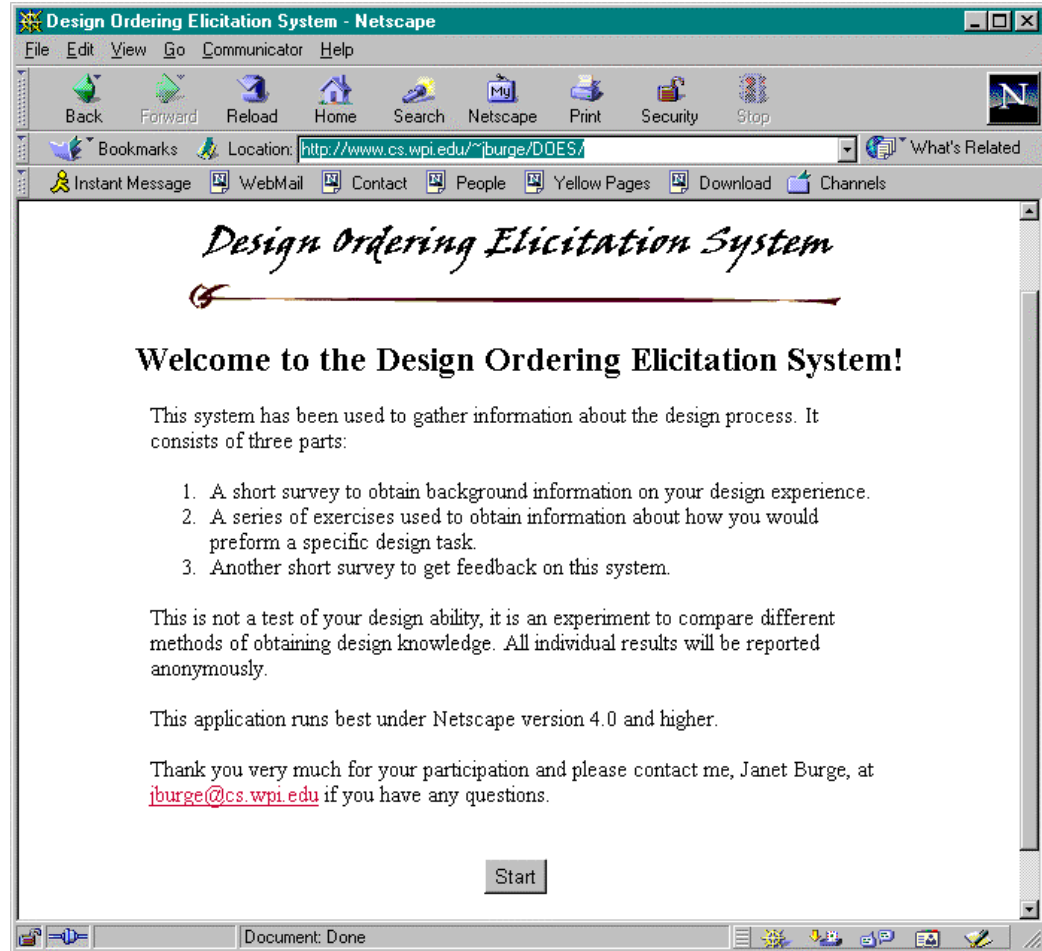 Design Ordering Elicitation System - Netscape
File Edit View Go Communicator Help
Back Forward Reload Home Search Netscape Print Security Stop
My
N
Bookmarks Location: http://www.cs.wpi.edu/~jburge/DOES/ What's Related
Instant Message WebMail Contact People Yellow Pages Download Channels
Design Ordering Elicitation System
Welcome to the Design Ordering Elicitation System!
This system has been used to gather information about the design process. It
consists of three parts:
1. A short survey to obtain background information on your design experience.
2. A series of exercises used to obtain information about how you would
preform a specific design task.
3. Another short survey to get feedback on this system.
This is not a test of your design ability, it is an experiment to compare different
methods of obtaining design knowledge. All individual results will be reported
anonymously.
This application runs best under Netscape version 4.0 and higher.
Thank you very much for your participation and please contact me, Janet Burge, at
jburge@cs.wpi.edu if you have any questions.
Start
Document: Done